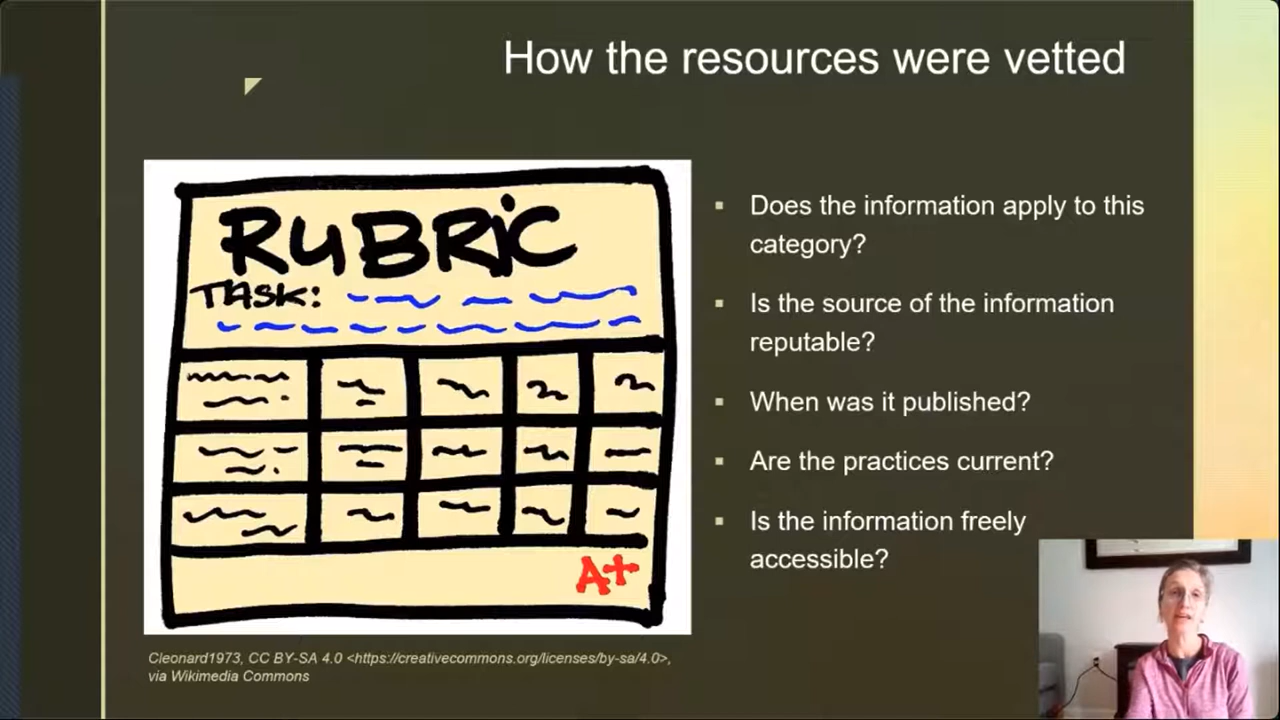 How the resources were vetted
RUBRiC
TASK:
A+
▪ Does the information apply to this
category?
▪ Is the source of the information
reputable?
▪ When was it published?
▪ Are the practices current?
▪ Is the information freely
accessible?
Cleonard1973, CC BY-SA 4.0 <https://creativecommons.org/licenses/by-sa/4.0>,
via Wikimedia Commons